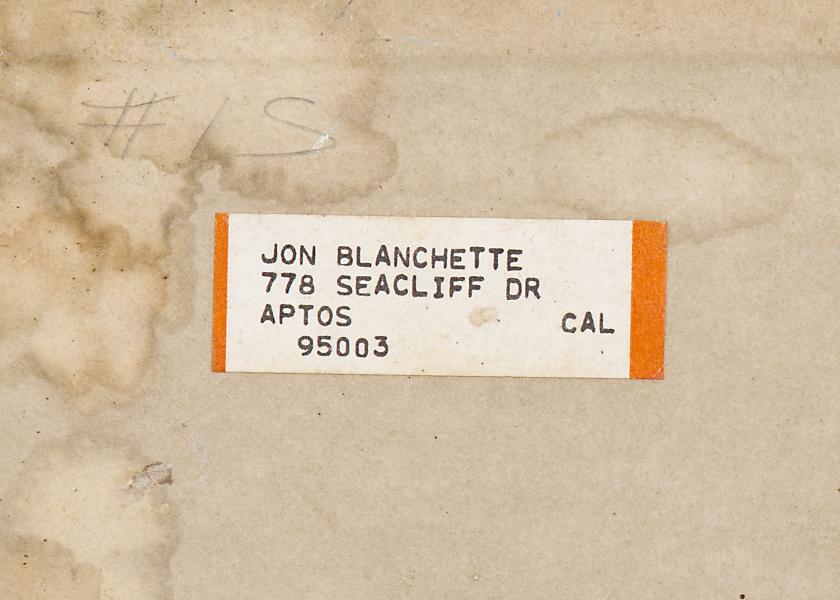 #15
JON BLANCHETTE
778 SEACLIFF DR
APTOS CAL
95003